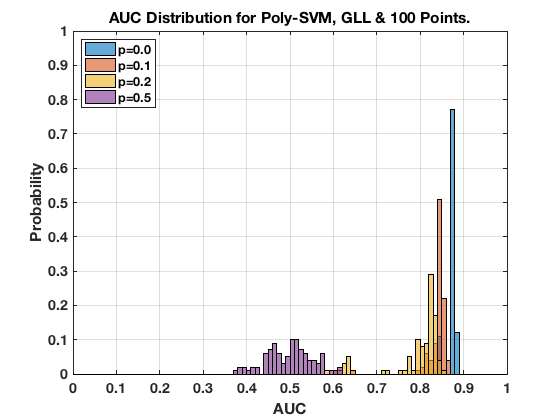 AUC Distribution for Poly-SVM, GLL & 100 Points.
p=0.0
p=0.1
p=0.2
p=0.5
1
0.9
0.8
0.7
0.6
0.5
0.4
0.3
0.2
0.1
0
Probability
0 0.1 0.2 0.3 0.4 0.5 0.6 0.7 0.8 0.9 1
AUC